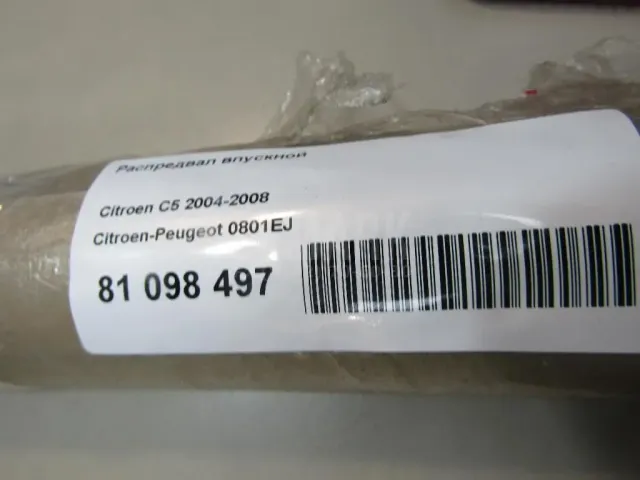 Распредвал впускной
Citroen C5 2004-2008
Citroen-Peugeot 0801EJ
81 098 497